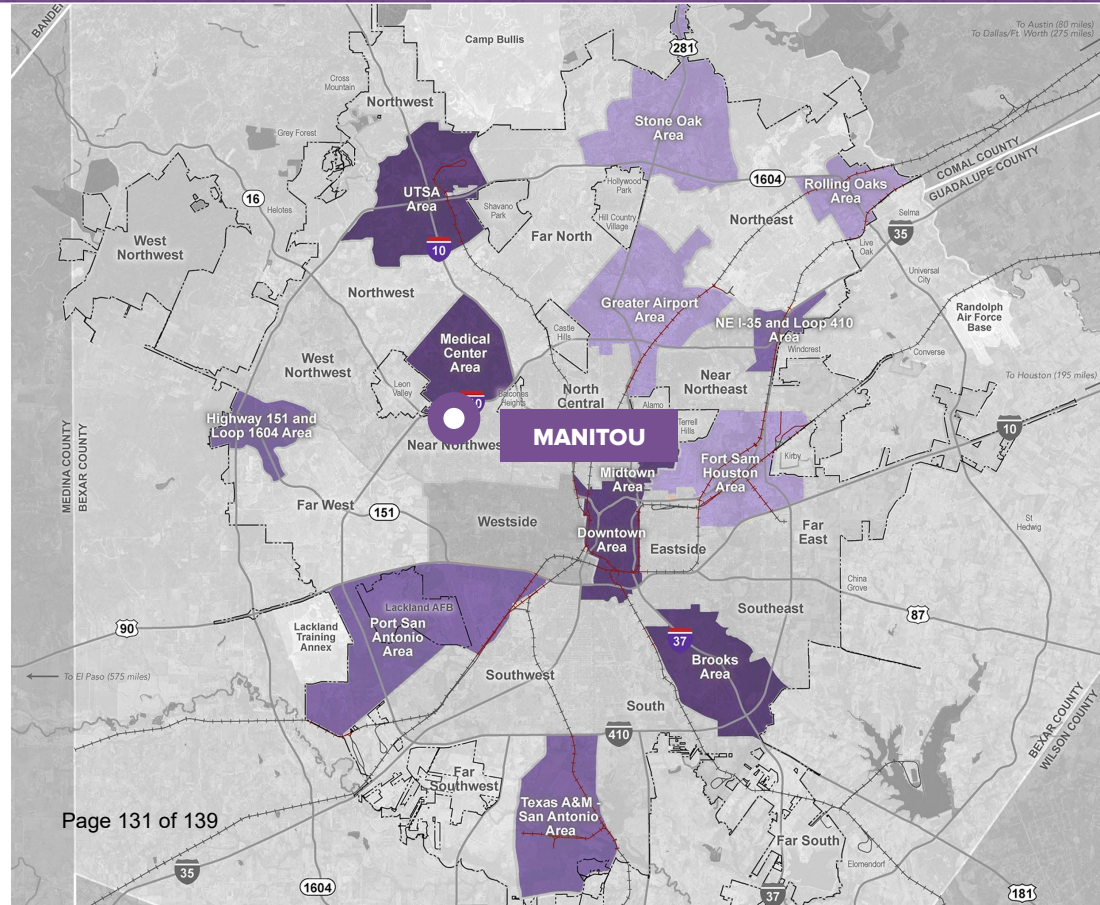 BANDE
Camp Bullis
281
To Austin (80 miles)
To Dallas/Ft. Worth (275 miles)
Cross
Mountain
Northwest
Stone Oak
Area
Grey Forest
COMAL COUNTY
GUADALUPE COUNTY
1604
Rolling Oaks
Area
Hollywood
Park
UTSA
Area
16
Helotes
Shavano
Park
Hill Country
Village
Northeast
Selma
35
West
Northwest
Far North
10
Live
Oak
Universal
City
Northwest
Greater Airport
Area
Randolph
Air Force
Base
NE I-35 and Loop 410
Area
Castle
Hills
Medical
Center
Area
Windcrest
Converse
West
Northwest
Leon
Valley
Near
Northeast
To Houston (195 miles)
Balcones
Heights
North
Central
Alamo
Highway 151 and
Loop 1604 Area
Near Northwes
MANITOU
Terrell
Hills
10
Kirby
Fort Sam
Houston
Area
Midtown
Area
MEDINA COUNTY
BEXAR COUNTY
Far West
151
Westside
Downtown
Area
Eastside
Far
East
St
Hedwig
China
Grove
Lackland AFB
Port San
Antonio
Area
Lackland
Training
Annex
90
Southeast
87
37
Brooks
Area
To El Paso (575 miles)
Southwest
South
410
BEXAR COUNTY
WILSON COUNTY
Far
Southwest
Texas A&M -
San Antonio
Area
Page 131 of 139
Far South
Elomendorf
35
1604
37
181